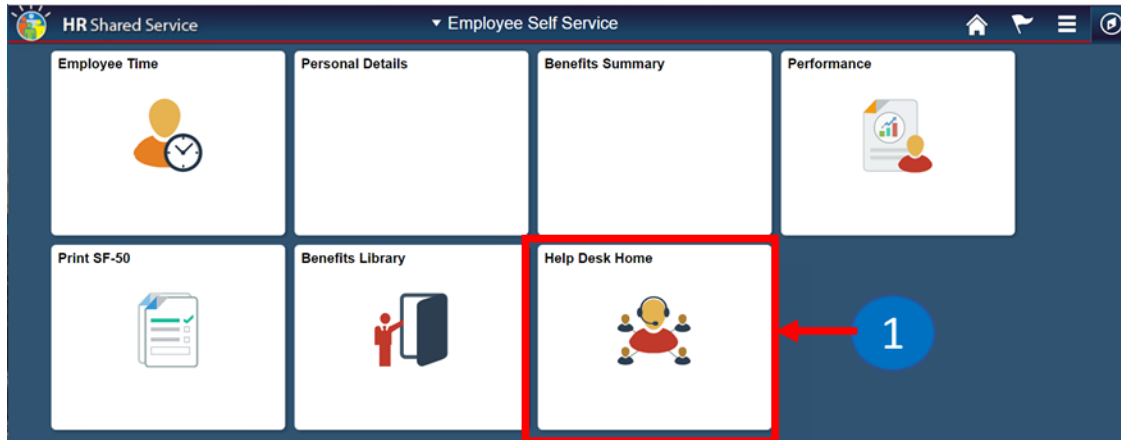 HR Shared Service
Employee Self Service
Employee Time
Personal Details
Benefits Summary
Performance
Print SF-50
Benefits Library
Help Desk Home
1